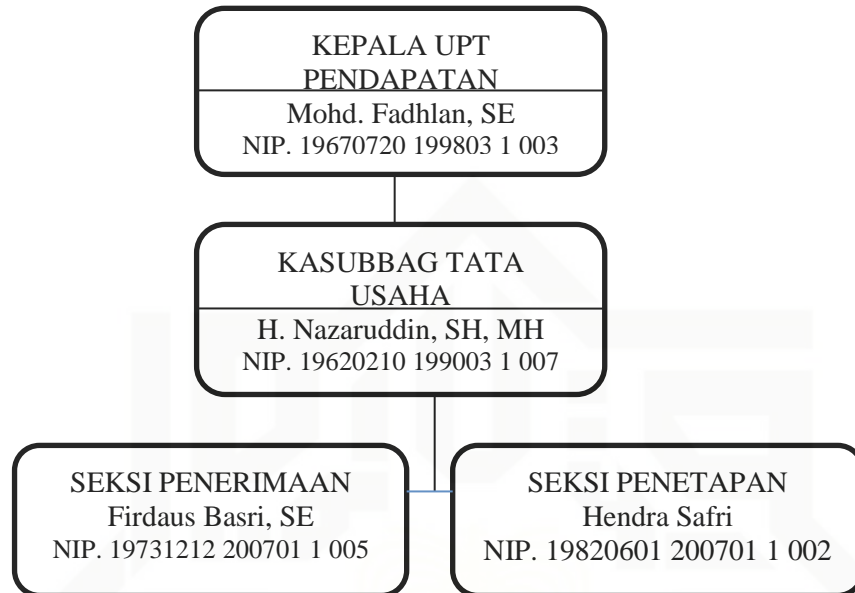 KEPALA UPT
PENDAPATAN
Mohd. Fadhlan, SE
NIP. 19670720 199803 1 003
KASUBBAG TATA
USAHA
H. Nazaruddin, SH, MH
NIP. 19620210 199003 1 007
SEKSI PENERIMAAN
Firdaus Basri, SE
NIP. 19731212 200701 1 005
SEKSI PENETAPAN
Hendra Safri
NIP. 19820601 200701 1 002